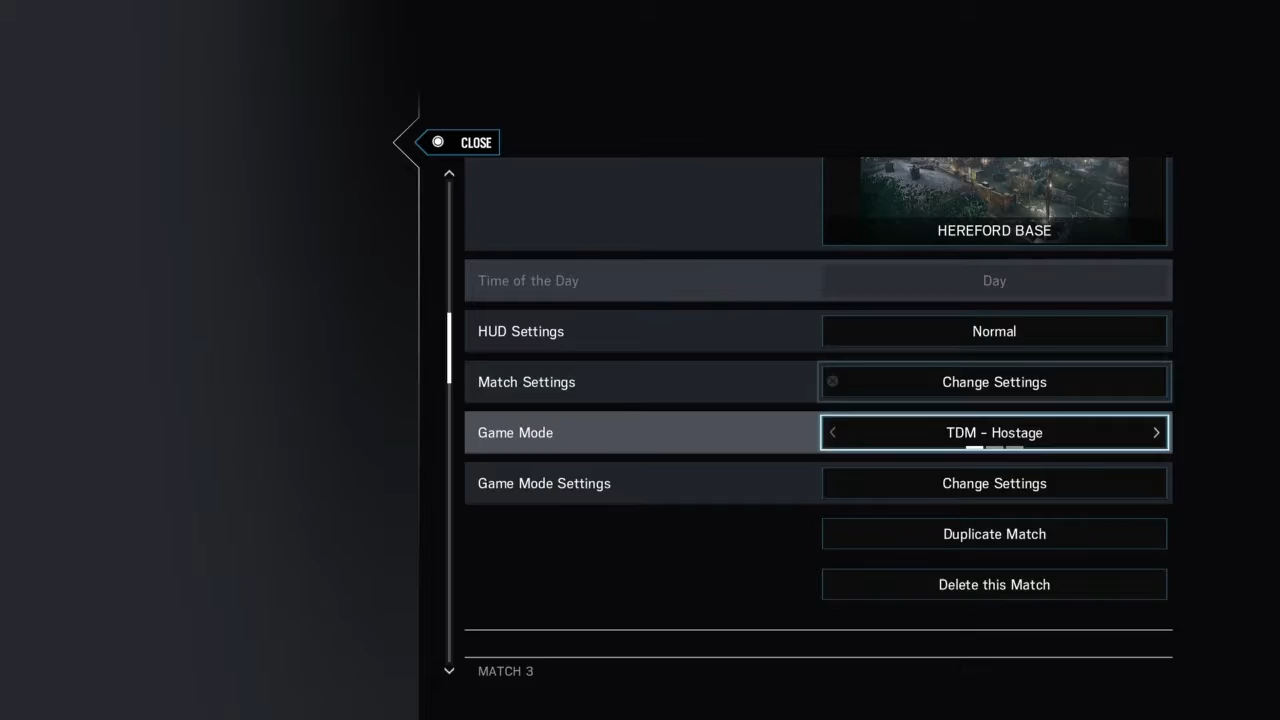 CLOSE
HEREFORD BASE
Time of the Day
Day
HUD Settings
Normal
Match Settings
Change Settings
Game Mode
TDM - Hostage
Game Mode Settings
Change Settings
Duplicate Match
Delete this Match
MATCH 3